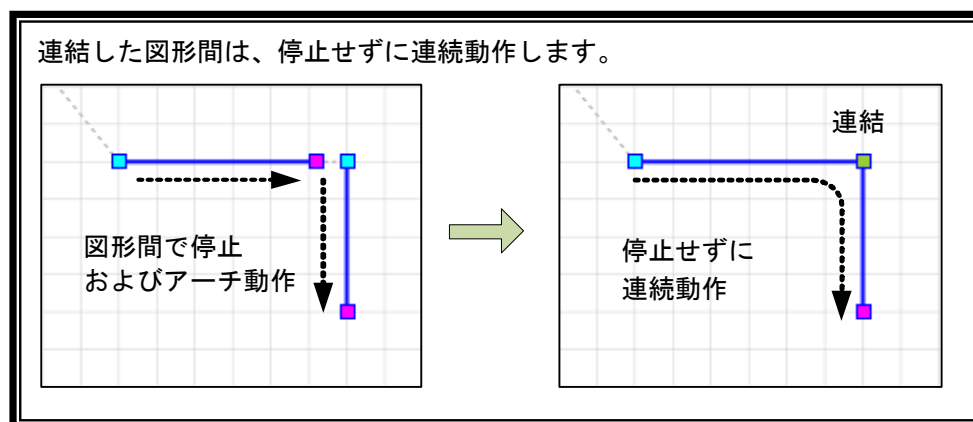 連結した図形間は、停止せずに連続動作します。
図形間で停止
およびアーチ動作
連結
停止せずに
連続動作